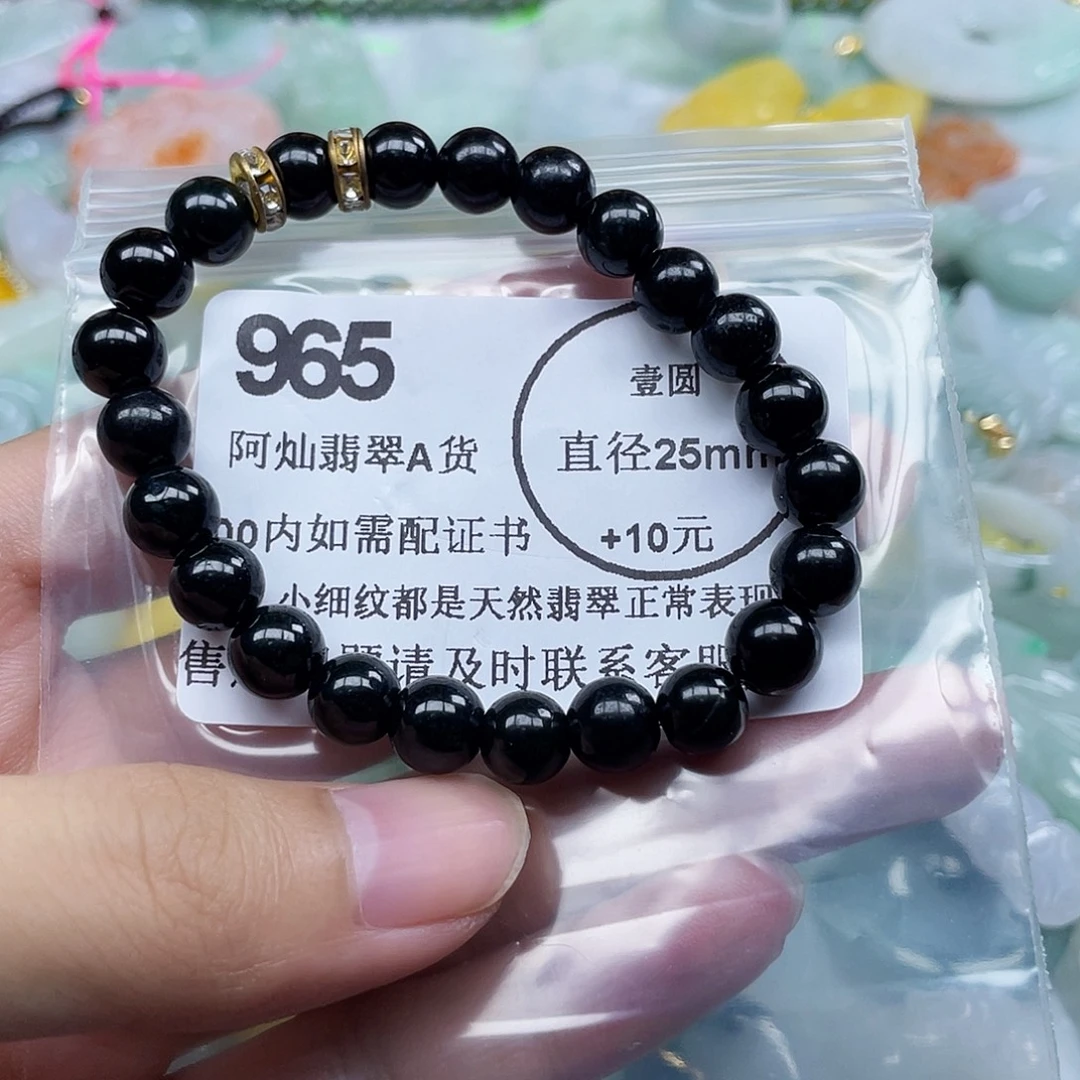 965
阿灿翡翠A货
壹圆
直径25mm
00内如需配证书
+10元
小细纹都是天然翡翠正常表现
售 题请及时联系客服